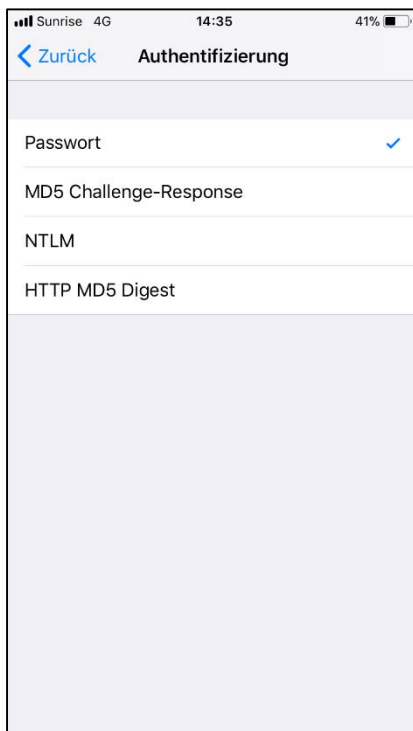 Sunrise 4G 14:35 41%
Zurück Authentifizierung
Passwort
MD5 Challenge-Response
NTLM
HTTP MD5 Digest